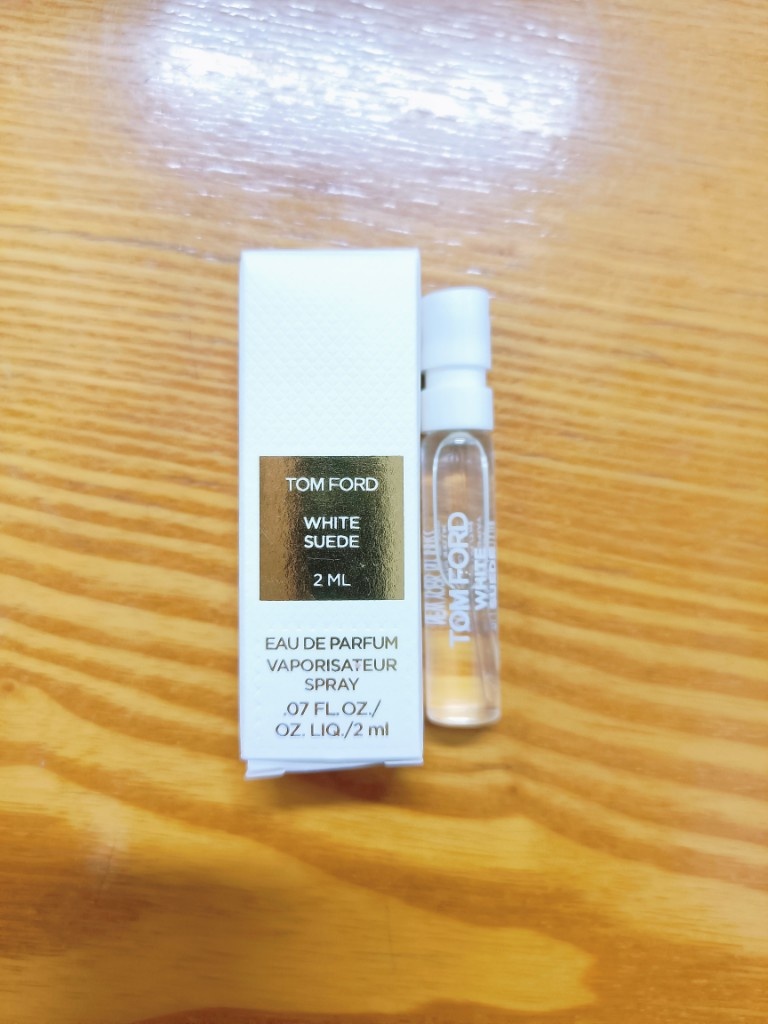 TOM FORD
WHITE
SUEDE
2 ML
EAU DE PARFUM
VAPORISATEUR
SPRAY
.07 FL. OZ./
OZ. LIQ./2 ml
TOM FORD
WHITE
SUEDE